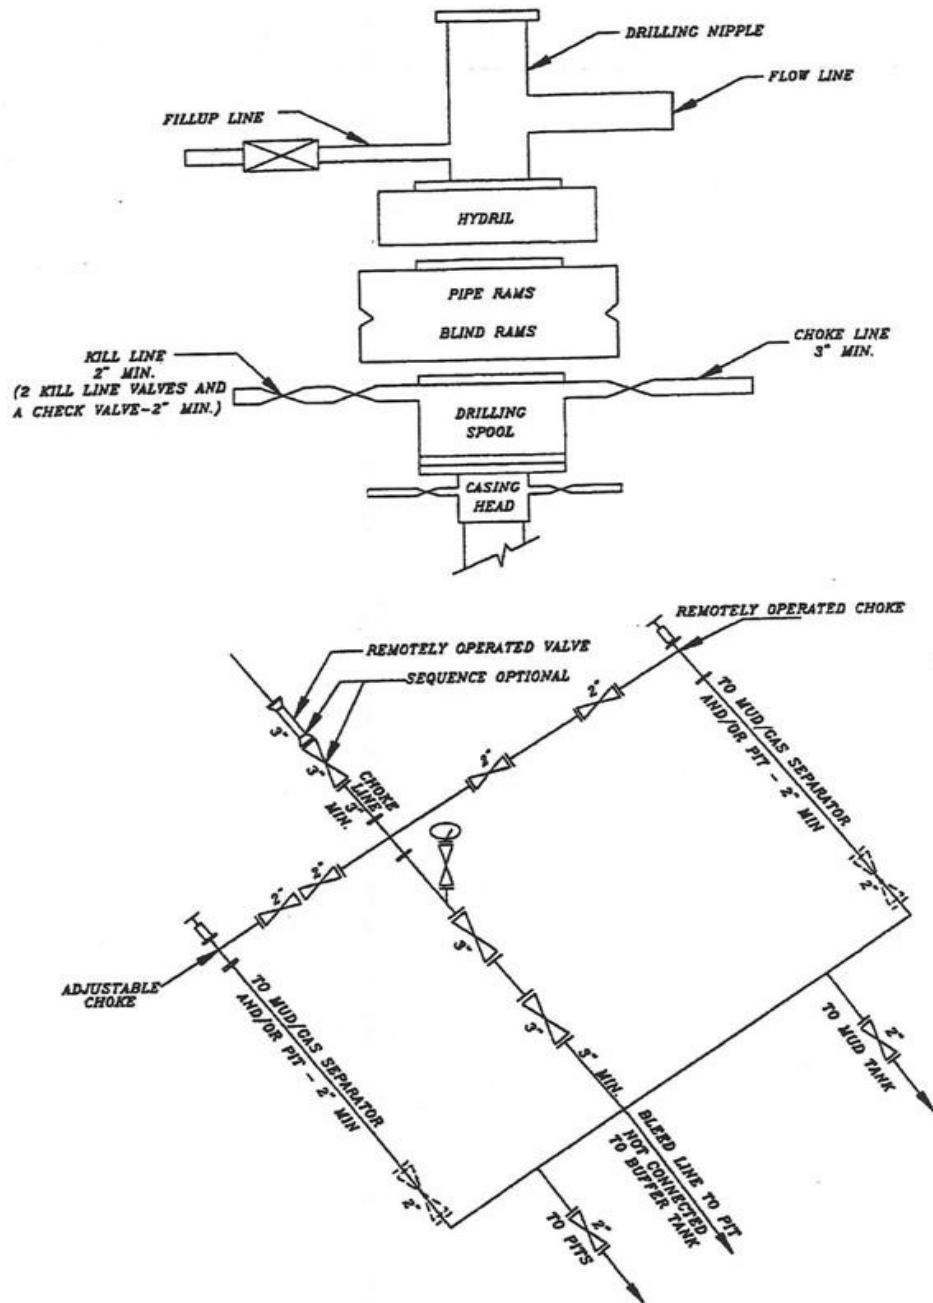 DRILLING NIPPLE
FLOW LINE
FILLUP LINE
HYDRIL
PIPE RAMS
BLIND RAMS
KILL LINE
2" MIN.
(2 KILL LINE VALVES AND
A CHECK VALVE-2" MIN.)
CHOKE LINE
3" MIN.
DRILLING
SPOOL
CASING
HEAD
REMOTELY OPERATED CHOKE
REMOTELY OPERATED VALVE
SEQUENCE OPTIONAL
3"
3"
CHOKE
LINE
3"
MIN.
2"
2"
TO MUD/GAS SEPARATOR
AND/OR PIT - 2" MIN
2"
2"
2"
3"
3"
3" MIN.
ADJUSTABLE
CHOKE
TO MUD/GAS SEPARATOR
AND/OR PIT - 2" MIN
2"
2"
TO MUD TANK
BLEED LINE TO PIT
NOT CONNECTED
TO BUFFER TANK
2"
TO PITS